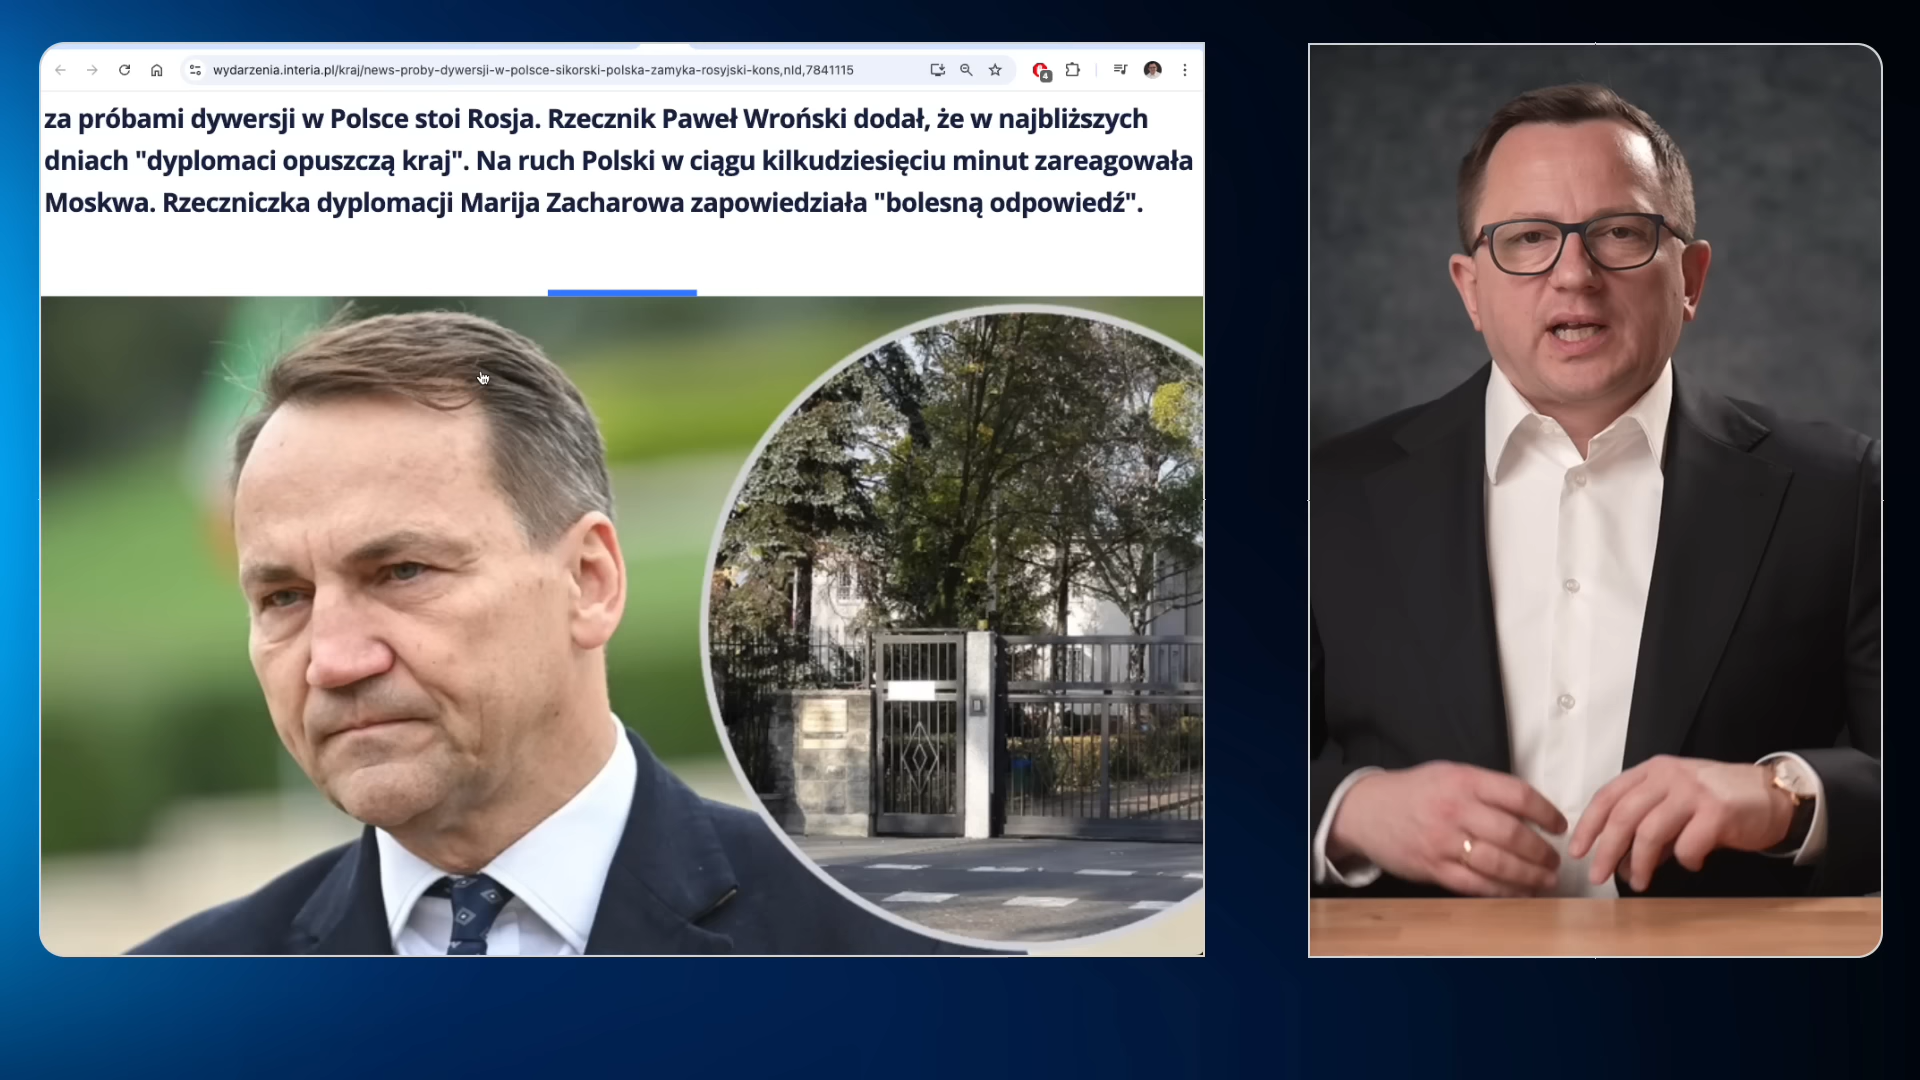 wydarzenia.interia.pl/kraj/news-proby-dywersji-w-polsce-sikorski-polska-zamyka-rosyjski-kons,nld,7841115
4
za próbami dywersji w Polsce stoi Rosja. Rzecznik Paweł Wroński dodał, że w najbliższych
dniach "dyplomaci opuszczą kraj". Na ruch Polski w ciągu kilkudziesięciu minut zareagowała
Moskwa. Rzeczniczka dyplomacji Marija Zacharowa zapowiedziała "bolesną odpowiedź".